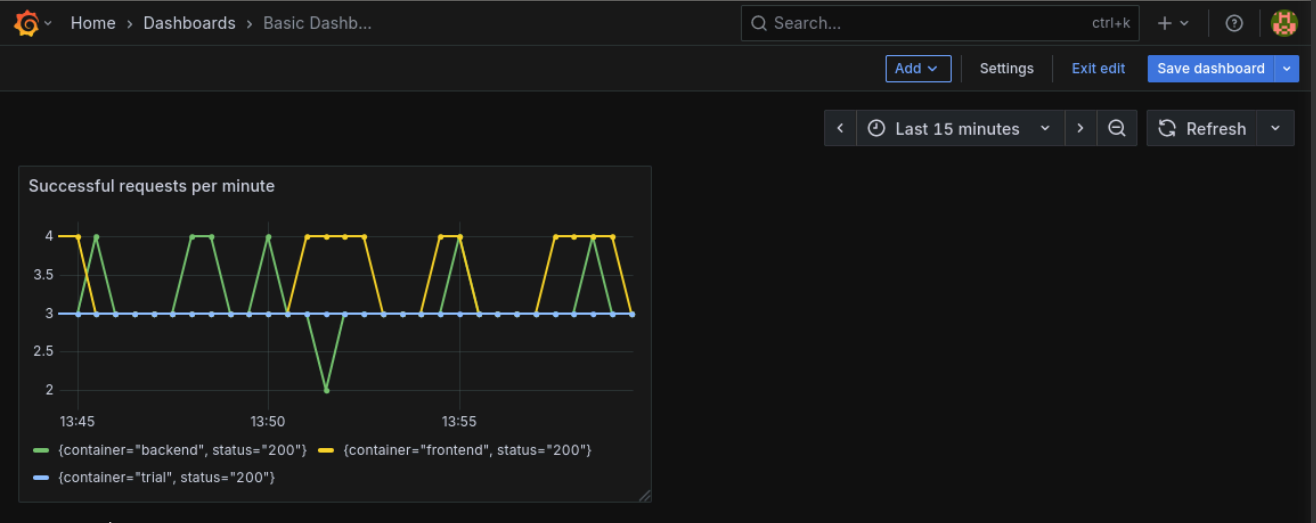 Home > Dashboards > Basic Dashb...
Search... ctrl+k
Add Settings Exit edit Save dashboard
Last 15 minutes Refresh
Successful requests per minute
4
3.5
3
2.5
2
13:45 13:50 13:55
{container="backend", status="200"} {container="frontend", status="200"}
{container="trial", status="200"}